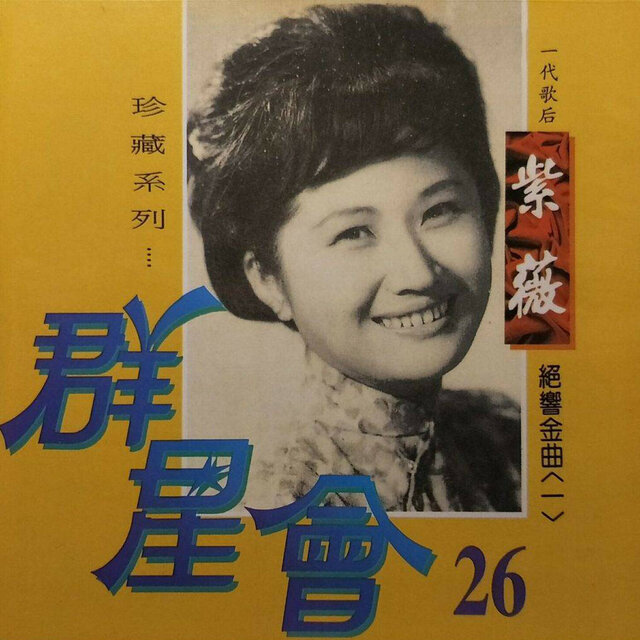 一代歌后
紫薇
絕響金曲〈一〉
珍藏系列....
群星會
26